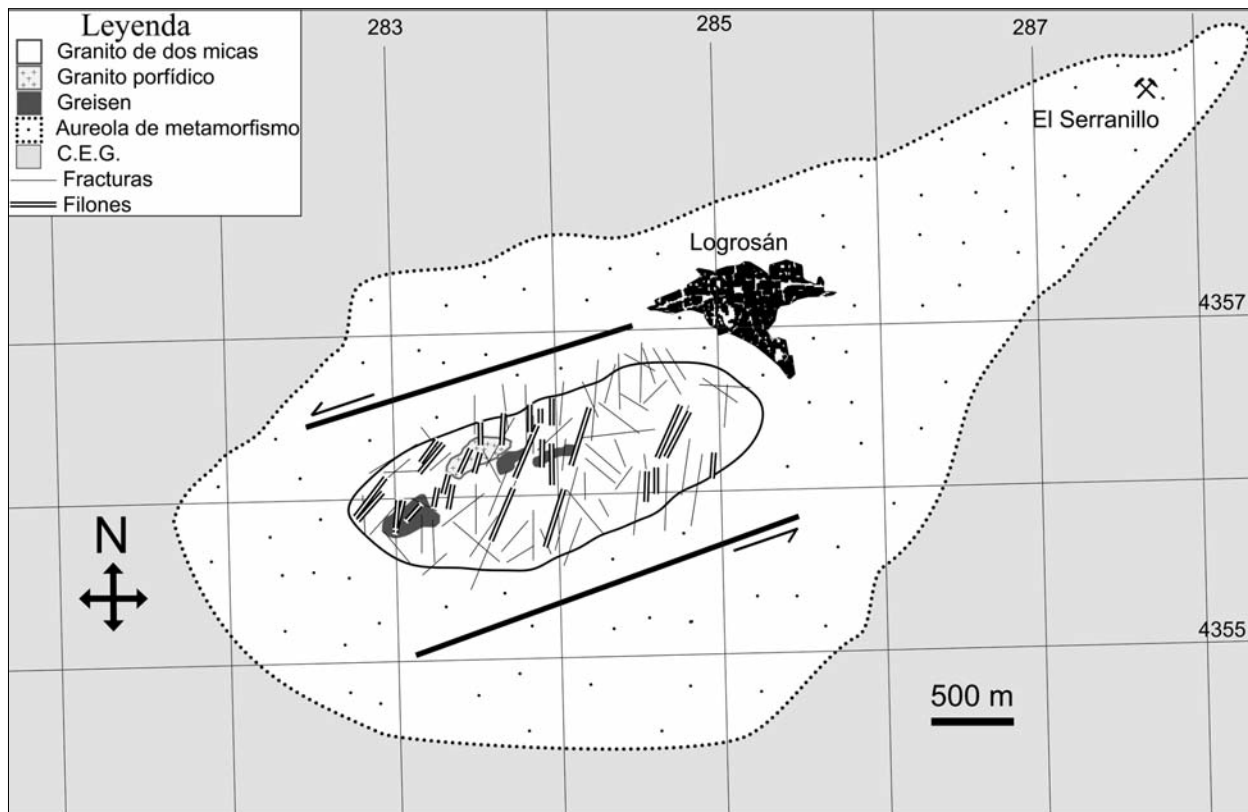 Leyenda
Granito de dos micas
Granito porfídico
Greisen
Aureola de metamorfismo
C.E.G.
Fracturas
Filones
283
285
287
El Serranillo
Logrosán
4357
N
4355
500 m